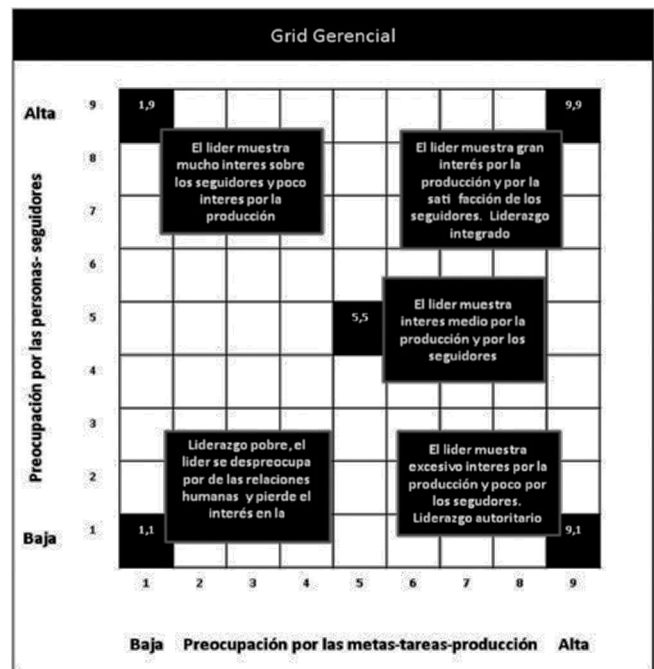 Grid Gerencial
Alta
Preocupación por las personas- seguidores
Baja
9
8
7
6
5
4
3
2
1
1,9
9,9
El lider muestra
mucho interes sobre
los seguidores y poco
interes por la
producción
El lider muestra gran
interés por la
producción y por la
sati facción de los
seguidores. Liderazgo
integrado
5,5
El lider muestra
interes medio por la
producción y por los
seguidores
Liderazgo pobre, el
lider se despreocupa
por de las relaciones
humanas y pierde el
interés en la
El lider muestra
excesivo interes por la
producción y poco por
los segudores.
Liderazgo autoritario
1,1
9,1
1 2 3 4 5 6 7 8 9
Baja Preocupación por las metas-tareas-producción Alta